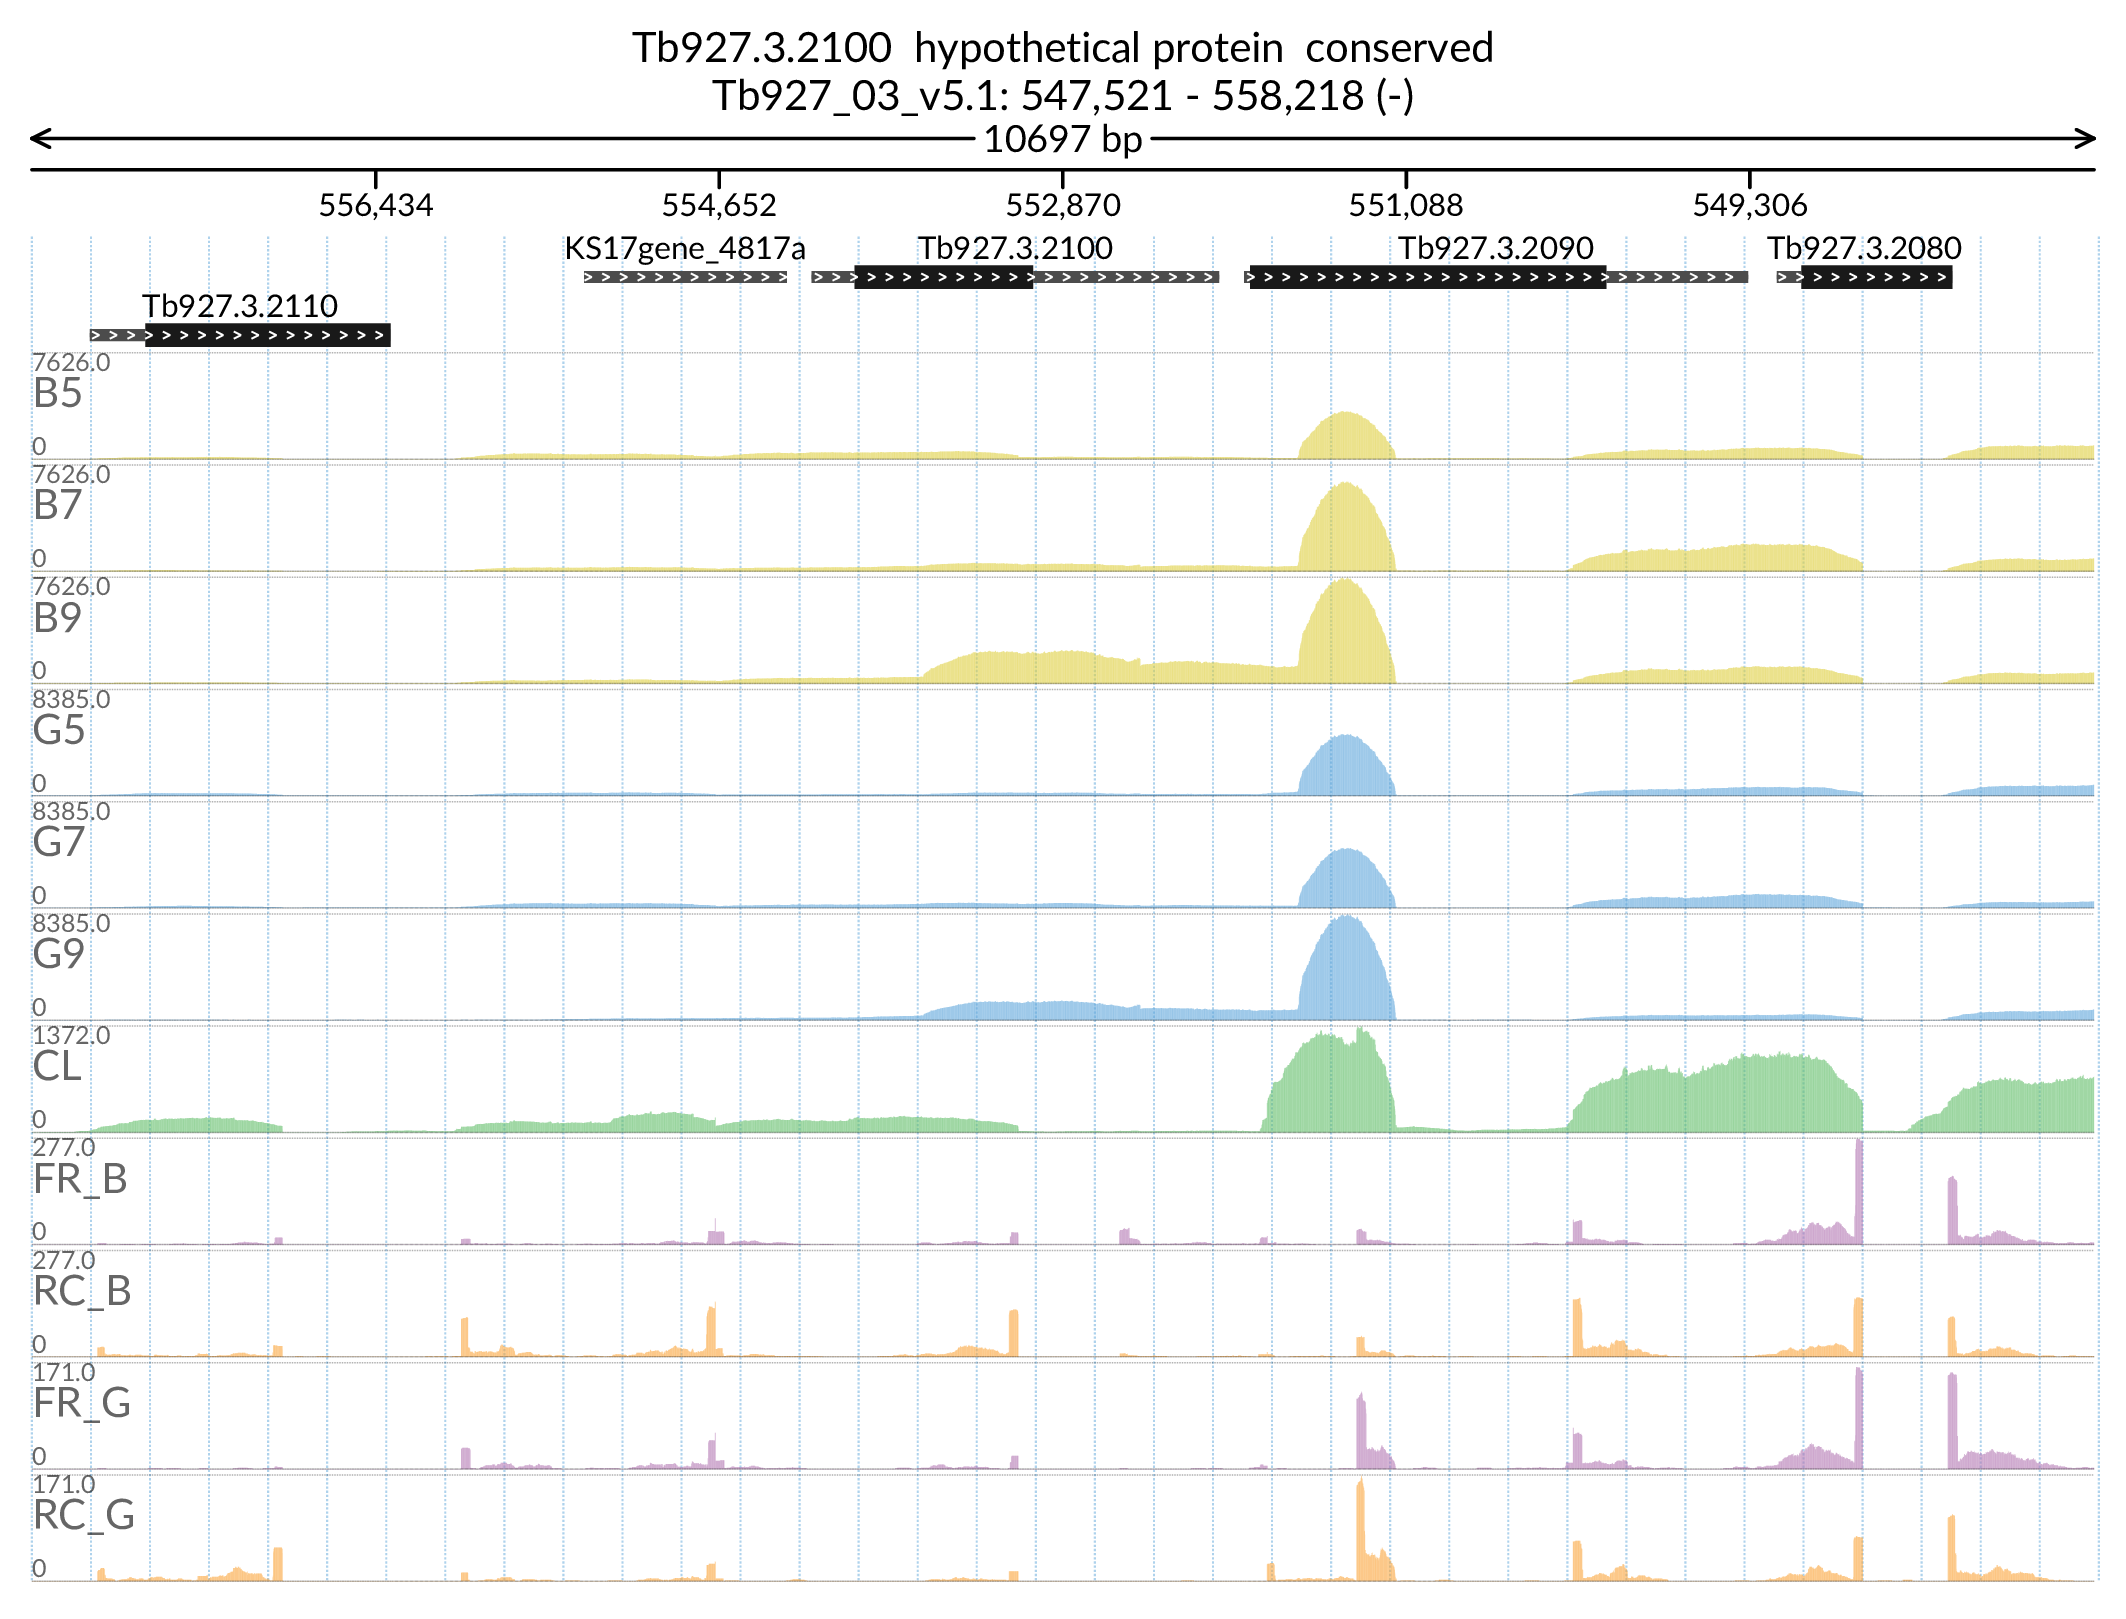 Tb927.3.2100  hypothetical protein  conserved
Tb927_03_v5.1: 547,521 - 558,218 (-)
10697 bp
556,434 554,652 552,870 551,088 549,306
KS17gene_4817a Tb927.3.2100 Tb927.3.2090 Tb927.3.2080
Tb927.3.2110
7626.0
B5
0
7626.0
B7
0
7626.0
B9
0
8385.0
G5
0
8385.0
G7
0
8385.0
G9
0
1372.0
CL
0
277.0
FR_B
0
277.0
RC_B
0
171.0
FR_G
0
171.0
RC_G
0